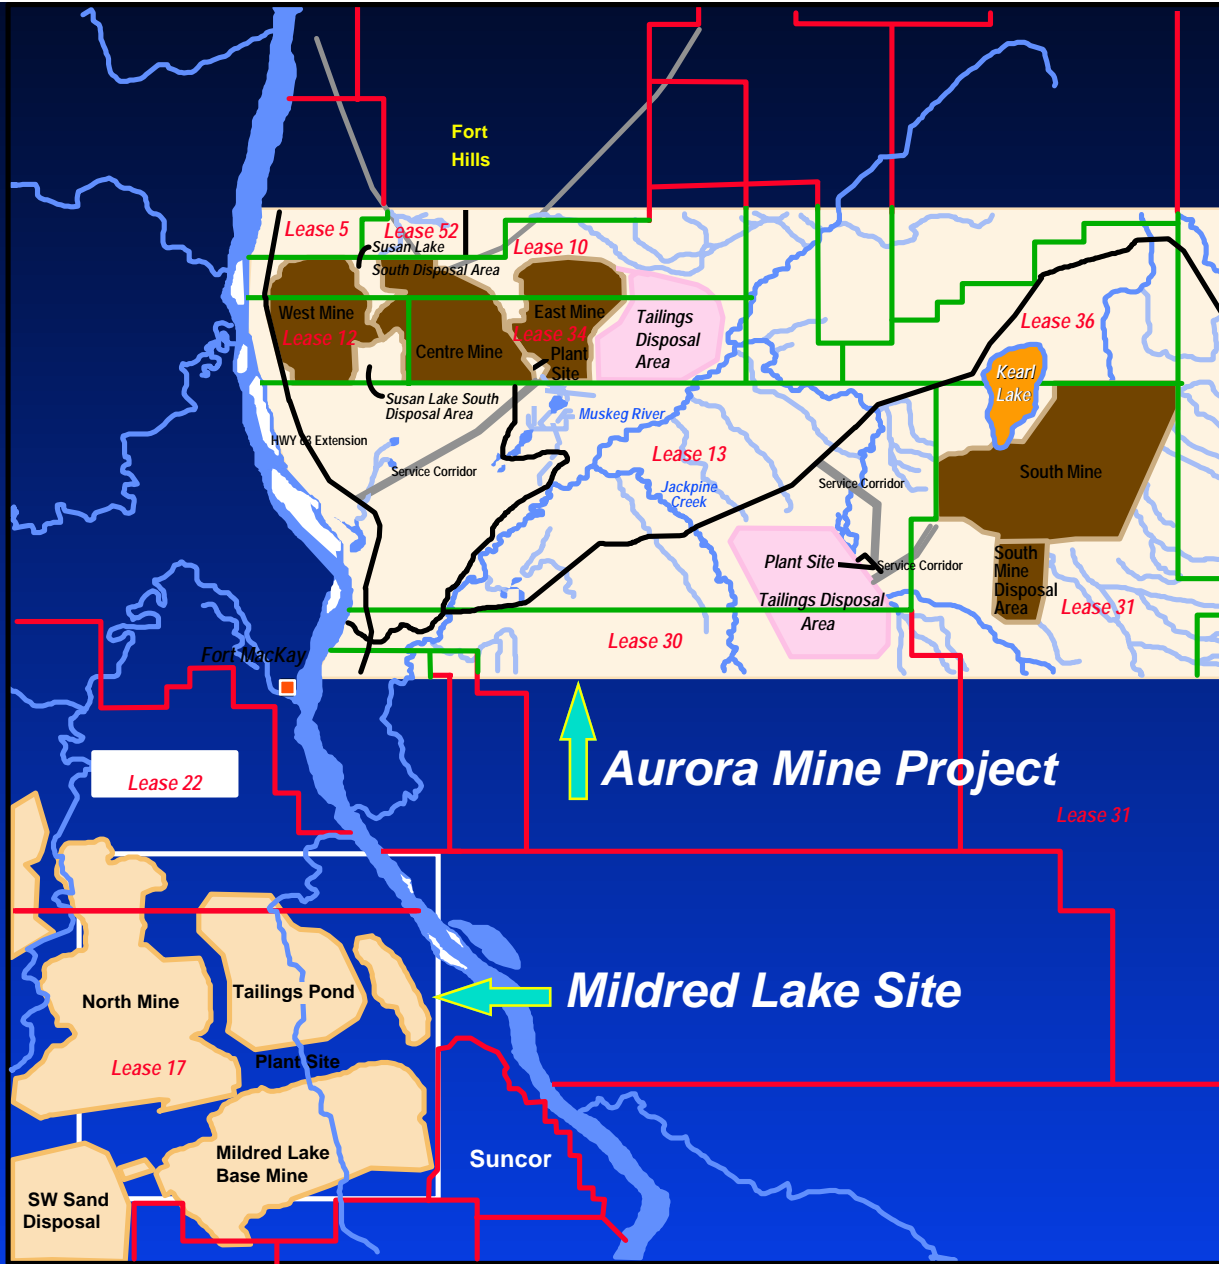 Fort
Hills
Lease 5
Lease 52
Susan Lake
Lease 10
South Disposal Area
West Mine
East Mine
Tailings
Disposal
Area
Lease 12
Lease 34
Lease 36
Centre Mine
Plant
Site
Kearl
Lake
Susan Lake South
Disposal Area
Muskeg River
HWY 63 Extension
Service Corridor
Lease 13
Jackpine
Creek
Service Corridor
South Mine
Plant Site
Service Corridor
South
Mine
Disposal
Area
Tailings Disposal
Area
Lease 31
Lease 30
Fort MacKay
Aurora Mine Project
Lease 22
Lease 31
North Mine
Tailings Pond
Mildred Lake Site
Lease 17
Plant Site
Mildred Lake
Base Mine
Suncor
SW Sand
Disposal